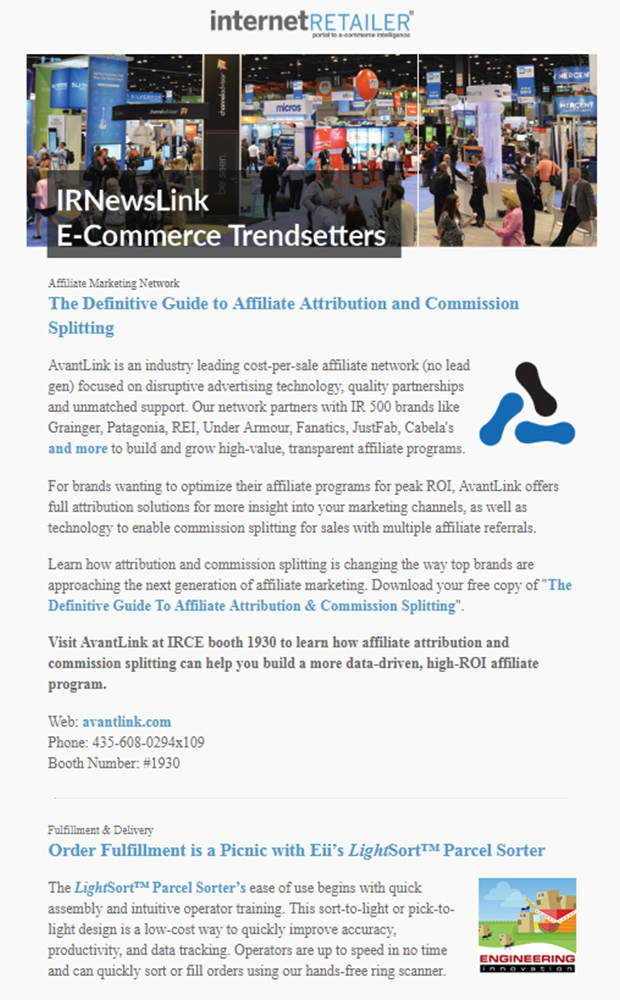 internetRETAILER®
portal to e-commerce intelligence
channeladvisor
channeladvisor
be seen.
micros
MERCENT
MERCENT
IRNewsLink
E-Commerce Trendsetters
Affiliate Marketing Network
The Definitive Guide to Affiliate Attribution and Commission
Splitting
AvantLink is an industry leading cost-per-sale affiliate network (no lead
gen) focused on disruptive advertising technology, quality partnerships
and unmatched support. Our network partners with IR 500 brands like
Grainger, Patagonia, REI, Under Armour, Fanatics, JustFab, Cabela's
and more to build and grow high-value, transparent affiliate programs.
For brands wanting to optimize their affiliate programs for peak ROI, AvantLink offers
full attribution solutions for more insight into your marketing channels, as well as
technology to enable commission splitting for sales with multiple affiliate referrals.
Learn how attribution and commission splitting is changing the way top brands are
approaching the next generation of affiliate marketing. Download your free copy of "The
Definitive Guide To Affiliate Attribution & Commission Splitting".
Visit AvantLink at IRCE booth 1930 to learn how affiliate attribution and
commission splitting can help you build a more data-driven, high-ROI affiliate
program.
Web: avantlink.com
Phone: 435-608-0294x109
Booth Number: #1930
Fulfillment & Delivery
Order Fulfillment is a Picnic with Eii’s LightSort™ Parcel Sorter
The LightSort™ Parcel Sorter’s ease of use begins with quick
assembly and intuitive operator training. This sort-to-light or pick-to-
light design is a low-cost way to quickly improve accuracy,
productivity, and data tracking. Operators are up to speed in no time
and can quickly sort or fill orders using our hands-free ring scanner.
ENGINEERING
innovation